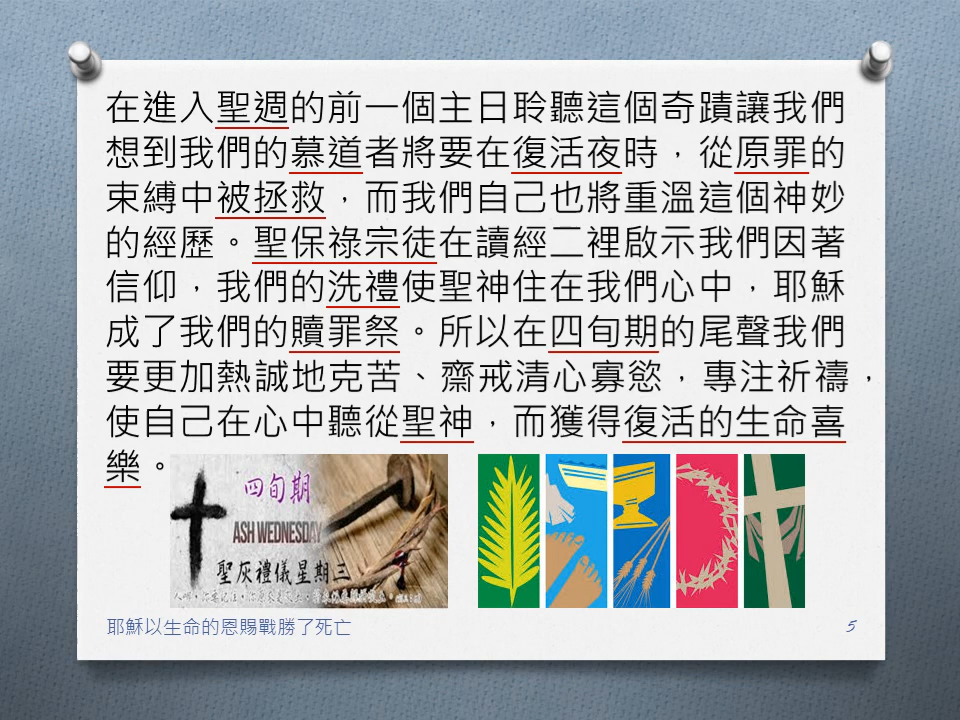 在進入聖週的前一個主日聆聽這個奇蹟讓我們
想到我們的慕道者將要在復活夜時，從原罪的
束縛中被拯救，而我們自己也將重溫這個神妙
的經歷。聖保祿宗徒在讀經二裡啟示我們因著
信仰，我們的洗禮使聖神住在我們心中，耶穌
成了我們的贖罪祭。所以在四旬期的尾聲我們
要更加熱誠地克苦、齋戒清心寡慾，專注祈禱，
使自己在心中聽從聖神，而獲得復活的生命喜
樂。
四旬期
ASH WEDNESDAY
聖灰禮儀星期三
耶穌以生命的恩賜戰勝了死亡
5